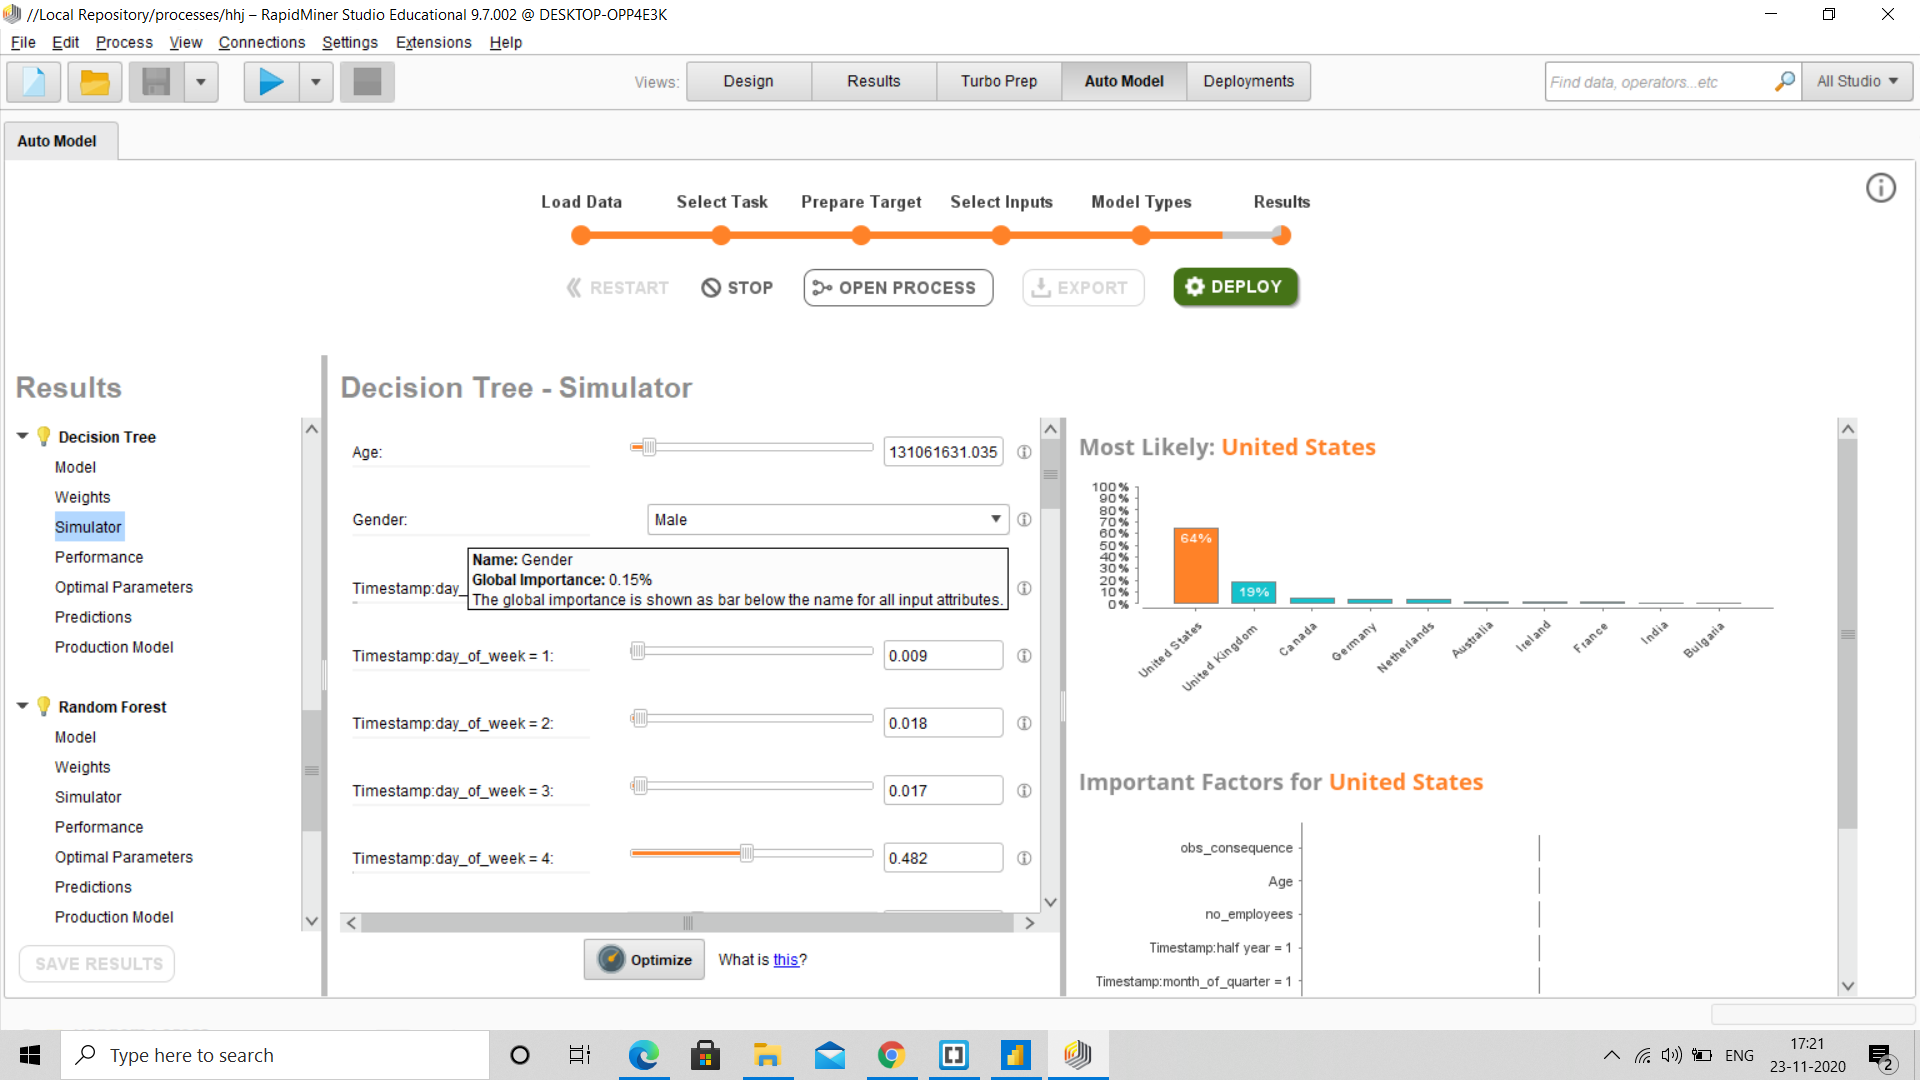 //Local Repository/processes/hhj – RapidMiner Studio Educational 9.7.002 @ DESKTOP-OPP4E3K
File Edit Process View Connections Settings Extensions Help
Views: Design Results Turbo Prep Auto Model Deployments
Find data, operators...etc
All Studio
Auto Model
Load Data Select Task Prepare Target Select Inputs Model Types Results
RESTART STOP OPEN PROCESS EXPORT DEPLOY
Results
Decision Tree
Model
Weights
Simulator
Performance
Optimal Parameters
Predictions
Production Model
Random Forest
Model
Weights
Simulator
Performance
Optimal Parameters
Predictions
Production Model
SAVE RESULTS
Decision Tree - Simulator
Age: 131061631.035
Gender: Male
Name: Gender
Global Importance: 0.15%
The global importance is shown as bar below the name for all input attributes.
Timestamp:day_
Timestamp:day_of_week = 1: 0.009
Timestamp:day_of_week = 2: 0.018
Timestamp:day_of_week = 3: 0.017
Timestamp:day_of_week = 4: 0.482
Optimize What is this?
Most Likely: United States
100%
90%
80%
70%
60%
50%
40%
30%
20%
10%
0%
64%
19%
United States
United Kingdom
Canada
Germany
Netherlands
Australia
Ireland
France
India
Bulgaria
Important Factors for United States
obs_consequence
Age
no_employees
Timestamp:half year = 1
Timestamp:month_of_quarter = 1
Type here to search
ENG
17:21
23-11-2020
2